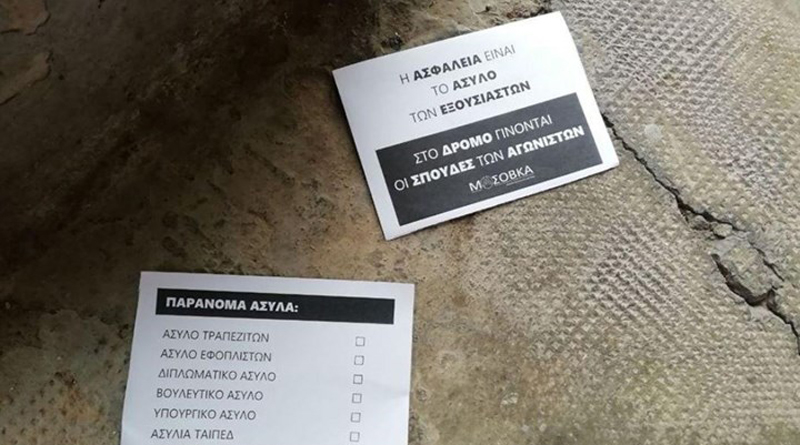 Η ΑΣΦΑΛΕΙΑ ΕΙΝΑΙ
ΤΟ ΑΣΥΛΟ
ΤΩΝ ΕΞΟΥΣΙΑΣΤΩΝ
ΣΤΟ ΔΡΟΜΟ ΓΙΝΟΝΤΑΙ
ΟΙ ΣΠΟΥΔΕΣ ΤΩΝ ΑΓΩΝΙΣΤΩΝ
ΜΑΣΟΒΚΑ
ΠΑΡΑΝΟΜΑ ΑΣΥΛΑ:
ΑΣΥΛΟ ΤΡΑΠΕΖΙΤΩΝ
ΑΣΥΛΟ ΕΦΟΠΛΙΣΤΩΝ
ΔΙΠΛΩΜΑΤΙΚΟ ΑΣΥΛΟ
ΒΟΥΛΕΥΤΙΚΟ ΑΣΥΛΟ
ΥΠΟΥΡΓΙΚΟ ΑΣΥΛΟ
ΑΣΥΛΙΑ ΤΑΙΠΕΔ